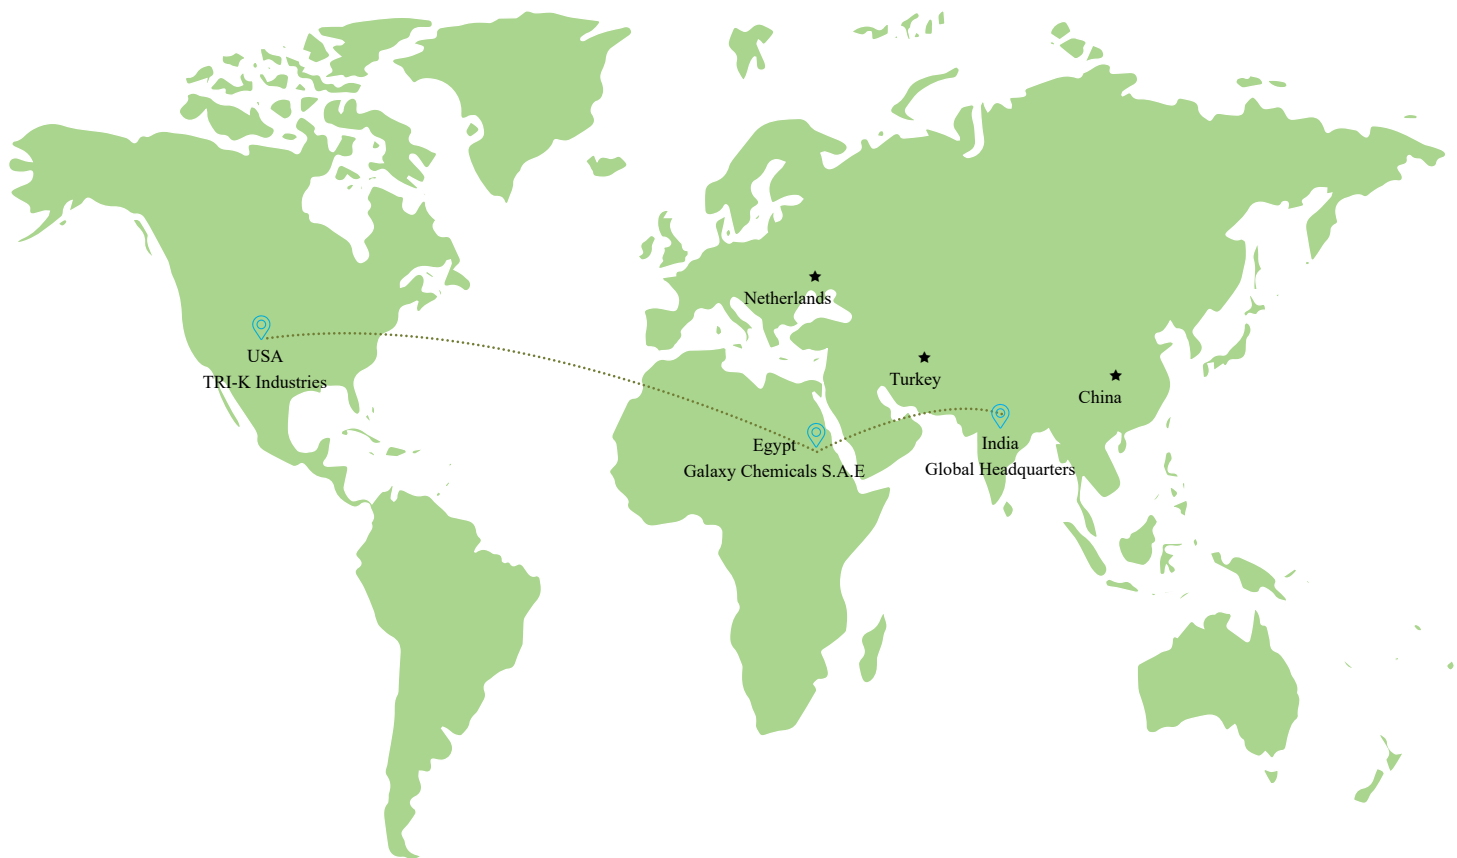 Netherlands
USA
TRI-K Industries
Turkey
China
Egypt
Galaxy Chemicals S.A.E
India
Global Headquarters